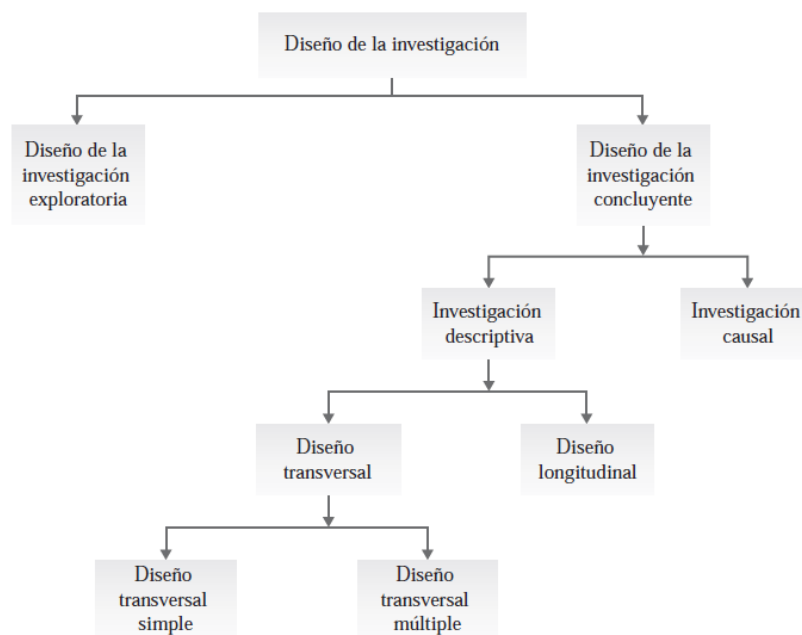 Diseño de la investigación
Diseño de la
investigación
exploratoria
Diseño de la
investigación
concluyente
Investigación
descriptiva
Investigación
causal
Diseño
transversal
Diseño
longitudinal
Diseño
transversal
simple
Diseño
transversal
múltiple